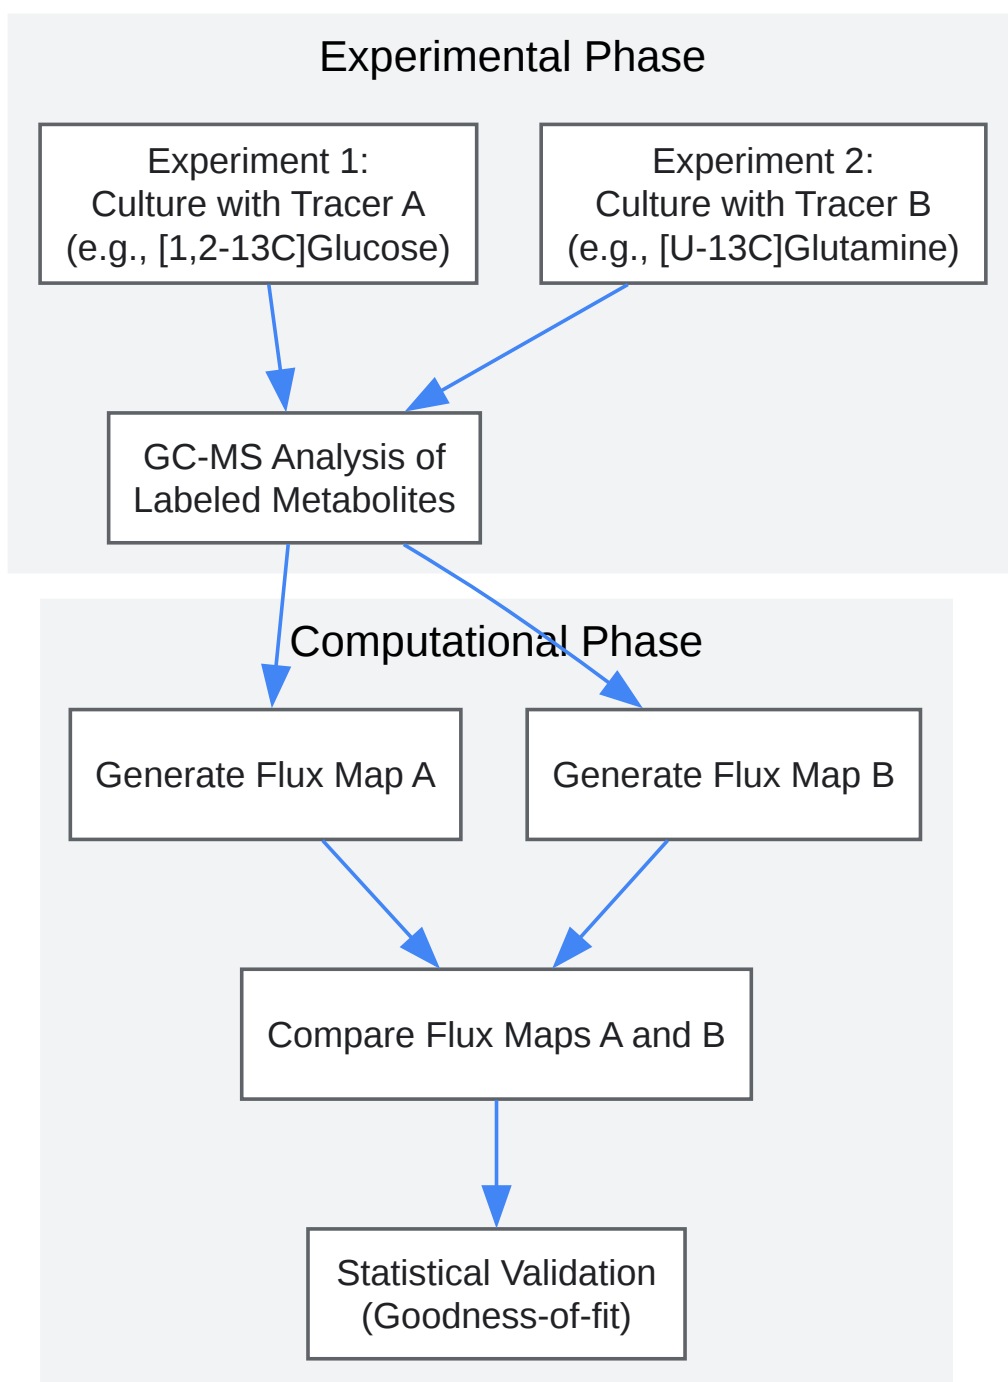 Experimental Phase
Experiment 1:
Culture with Tracer A
(e.g., [1,2-13C]Glucose)
Experiment 2:
Culture with Tracer B
(e.g., [U-13C]Glutamine)
GC-MS Analysis of
Labeled Metabolites
Computational Phase
Generate Flux Map A
Generate Flux Map B
Compare Flux Maps A and B
Statistical Validation
(Goodness-of-fit)